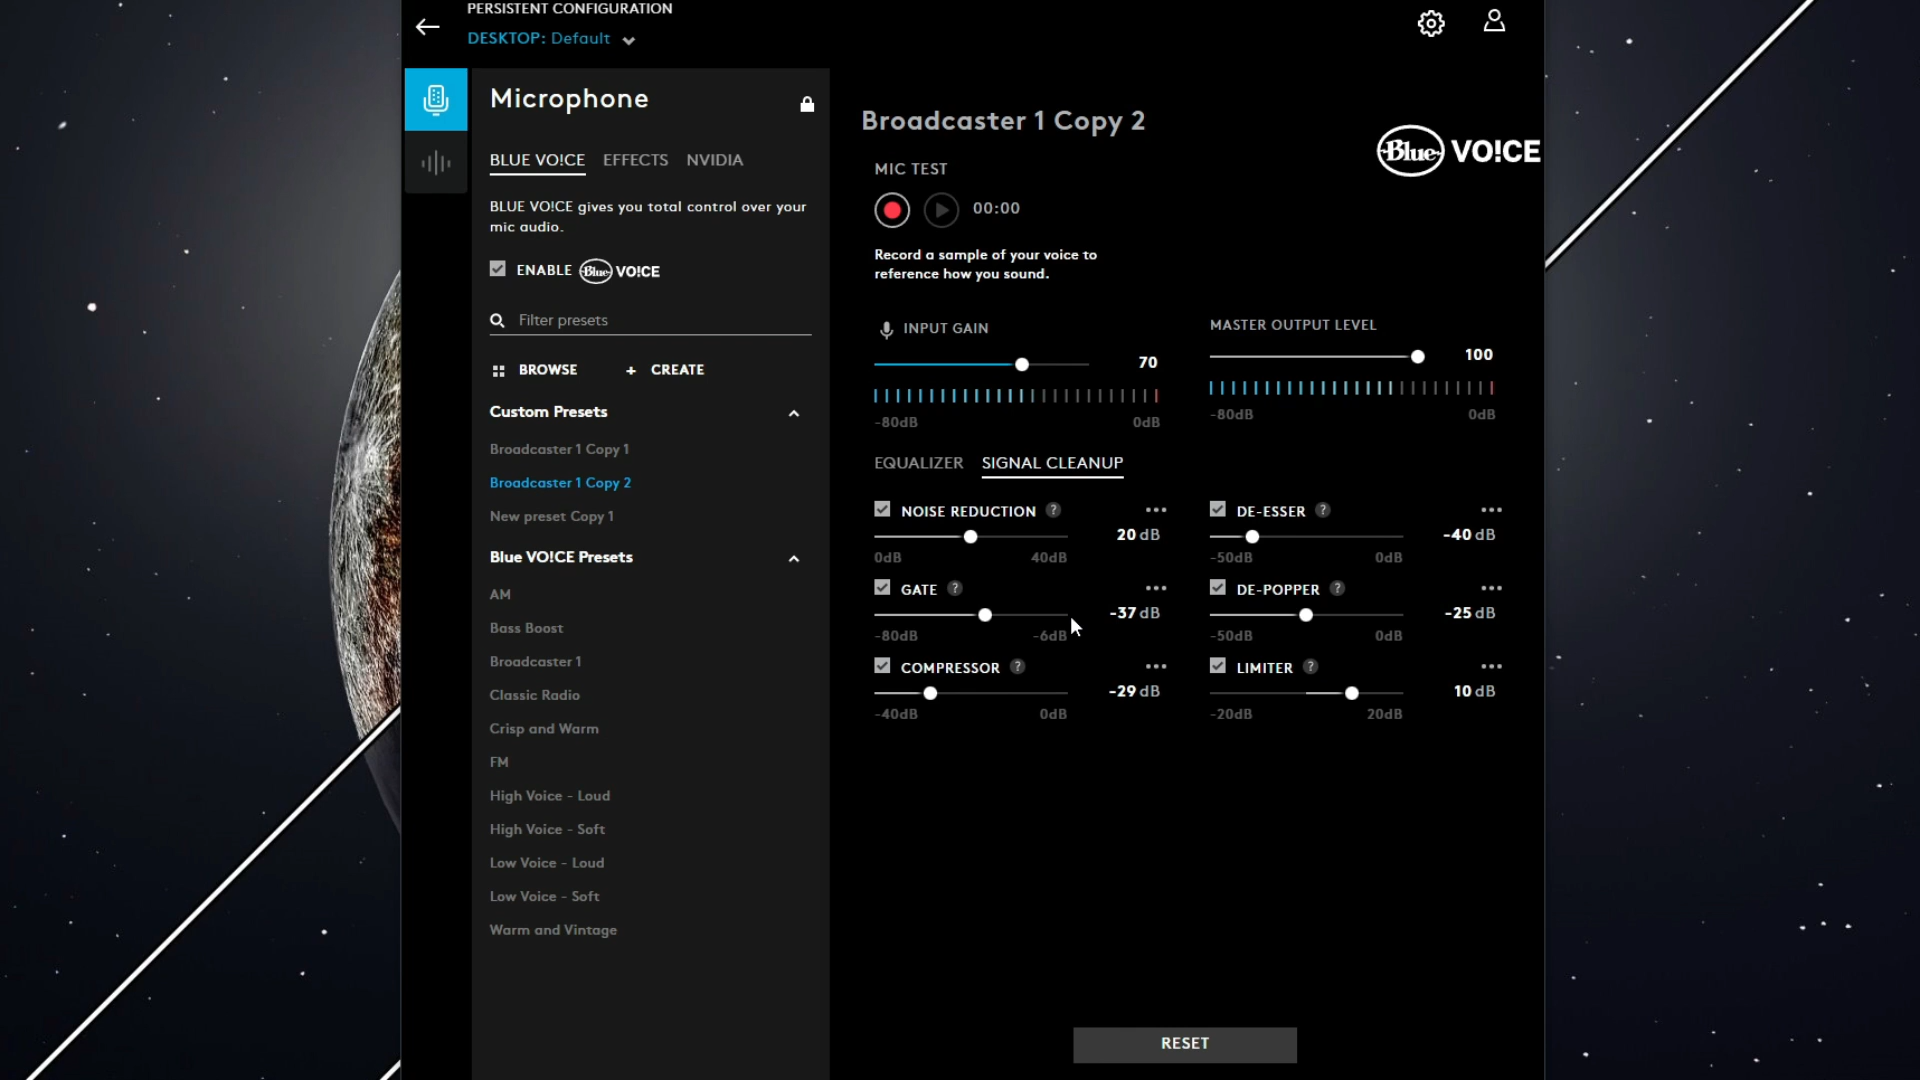 PERSISTENT CONFIGURATION
DESKTOP: Default
Microphone
BLUE VO!CE EFFECTS NVIDIA
BLUE VO!CE gives you total control over your
mic audio.
ENABLE Blue VO!CE
Filter presets
BROWSE + CREATE
Custom Presets
Broadcaster 1 Copy 1
Broadcaster 1 Copy 2
New preset Copy 1
Blue VO!CE Presets
AM
Bass Boost
Broadcaster 1
Classic Radio
Crisp and Warm
FM
High Voice - Loud
High Voice - Soft
Low Voice - Loud
Low Voice - Soft
Warm and Vintage
Broadcaster 1 Copy 2
Blue VO!CE
MIC TEST
00:00
Record a sample of your voice to
reference how you sound.
INPUT GAIN
70
-80dB 0dB
MASTER OUTPUT LEVEL
100
-80dB 0dB
EQUALIZER SIGNAL CLEANUP
NOISE REDUCTION ?
20 dB
0dB 40dB
DE-ESSER ?
-40 dB
-50dB 0dB
GATE ?
-37 dB
-80dB -6dB
DE-POPPER ?
-25 dB
-50dB 0dB
COMPRESSOR ?
-29 dB
-40dB 0dB
LIMITER ?
10 dB
-20dB 20dB
RESET